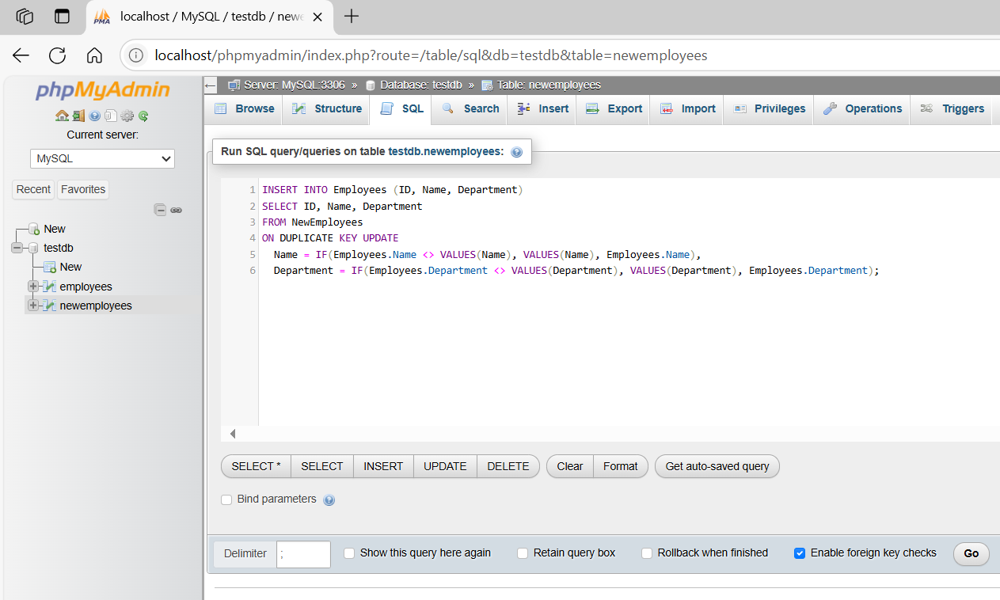 localhost / MySQL / testdb / newe
localhost/phpmyadmin/index.php?route=/table/sql&db=testdb&table=newemployees
phpMyAdmin
Current server:
MySQL
Recent Favorites
New
testdb
New
employees
newemployees
Server: MySQL:3306 » Database: testdb » Table: newemployees
Browse Structure SQL Search Insert Export Import Privileges Operations Triggers
Run SQL query/queries on table testdb.newemployees:
1 INSERT INTO Employees (ID, Name, Department)
2 SELECT ID, Name, Department
3 FROM NewEmployees
4 ON DUPLICATE KEY UPDATE
5   Name = IF(Employees.Name <> VALUES(Name), VALUES(Name), Employees.Name),
6   Department = IF(Employees.Department <> VALUES(Department), VALUES(Department), Employees.Department);
SELECT * SELECT INSERT UPDATE DELETE Clear Format Get auto-saved query
Bind parameters
Delimiter ; Show this query here again Retain query box Rollback when finished Enable foreign key checks Go